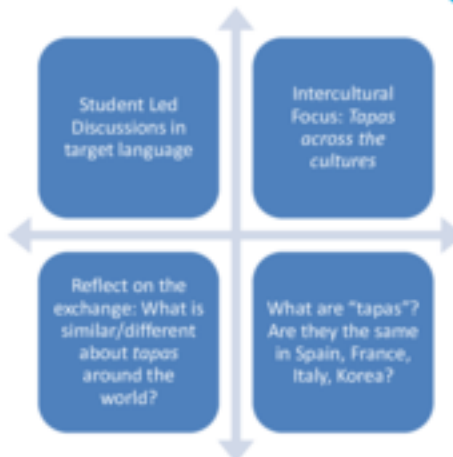 Student Led
Discussions in
target language
Intercultural
Focus: Tapas
across the
cultures
Reflect on the
exchange: What is
similar/different
about tapas
around the
world?
What are "tapas"?
Are they the same
in Spain, France,
Italy, Korea?